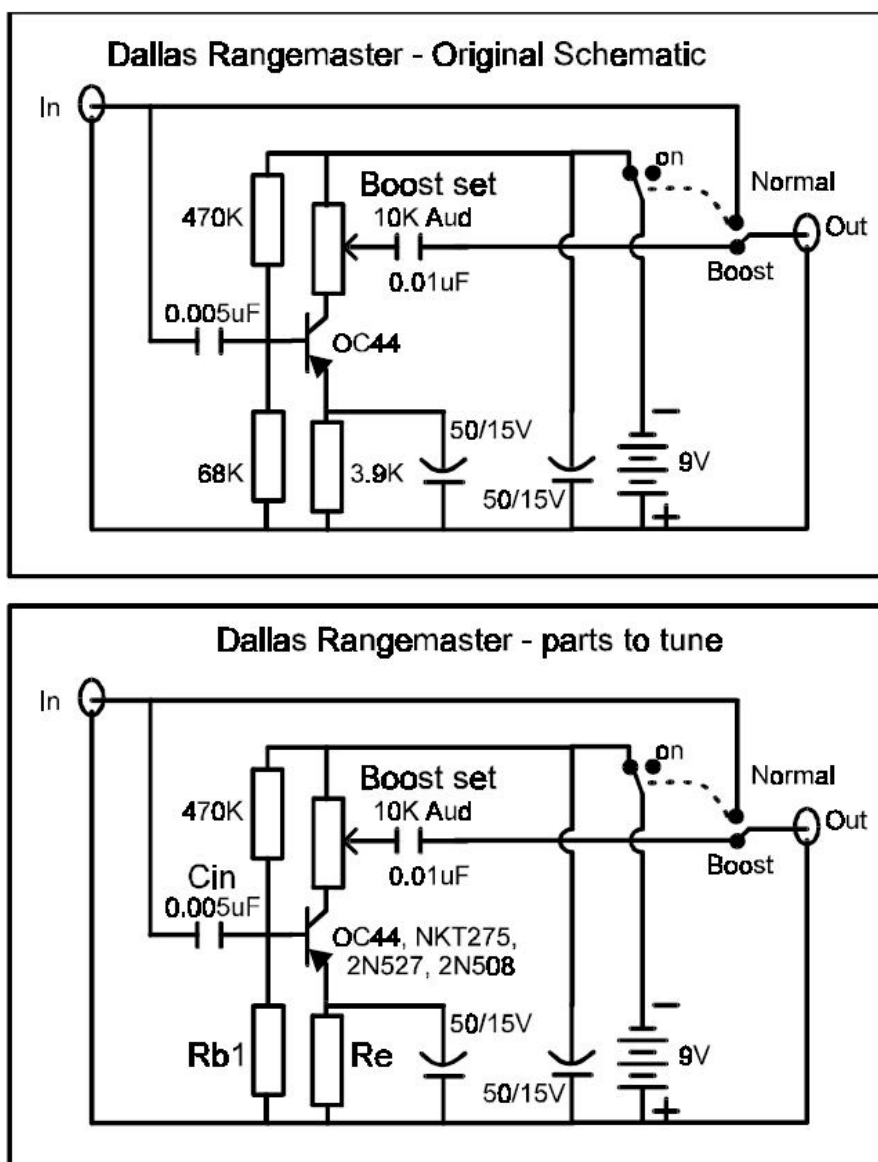 Dallas Rangemaster - Original Schematic
In
on
Boost set
Normal
470K
10K Aud
Out
0.01uF
Boost
0.005uF
OC44
50/15V
68K
3.9K
50/15V
9V
−
+
Dallas Rangemaster - parts to tune
In
on
Boost set
Normal
470K
10K Aud
Out
Cin
0.01uF
Boost
0.005uF
OC44, NKT275,
2N527, 2N508
50/15V
Rb1
Re
50/15V
9V
−
+